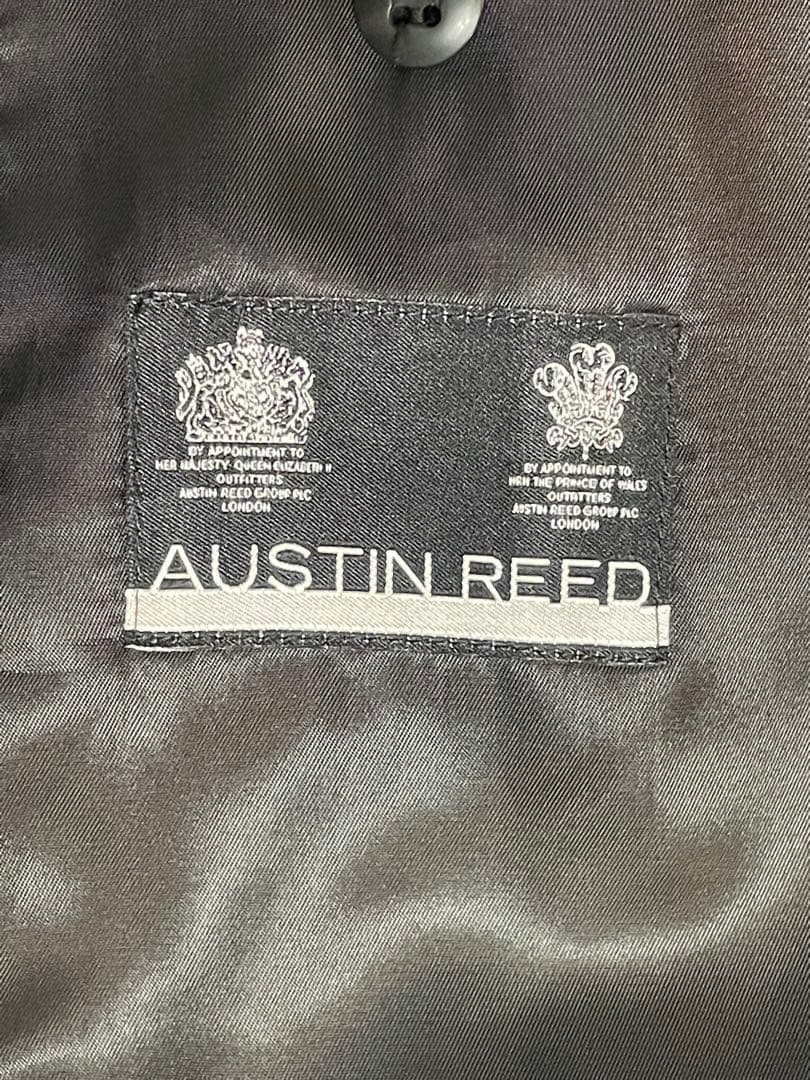 BY APPOINTMENT TO
HER MAJESTY QUEEN ELIZABETH II
OUTFITTERS
AUSTIN REED GROUP PLC
LONDON
BY APPOINTMENT TO
HRH THE PRINCE OF WALES
OUTFITTERS
AUSTIN REED GROUP PLC
LONDON
AUSTIN REED